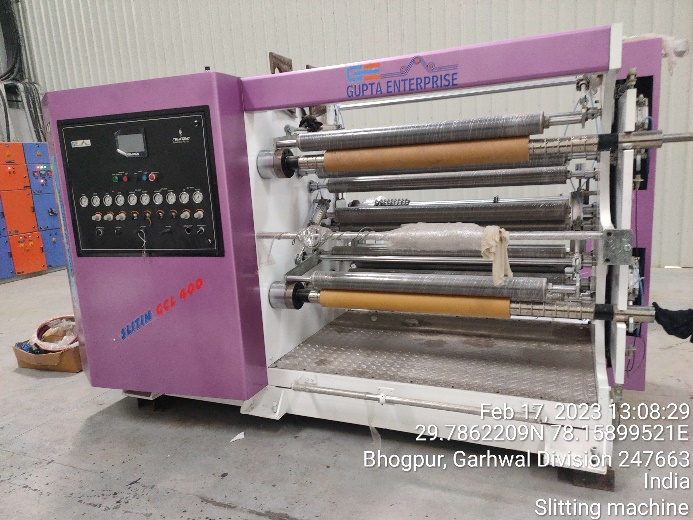 GUPTA ENTERPRISE
SLITIN GCL 400
Feb 17, 2023 13:08:29
29.7862209N 78.15899521E
Bhogpur, Garhwal Division 247663
India
Slitting machine